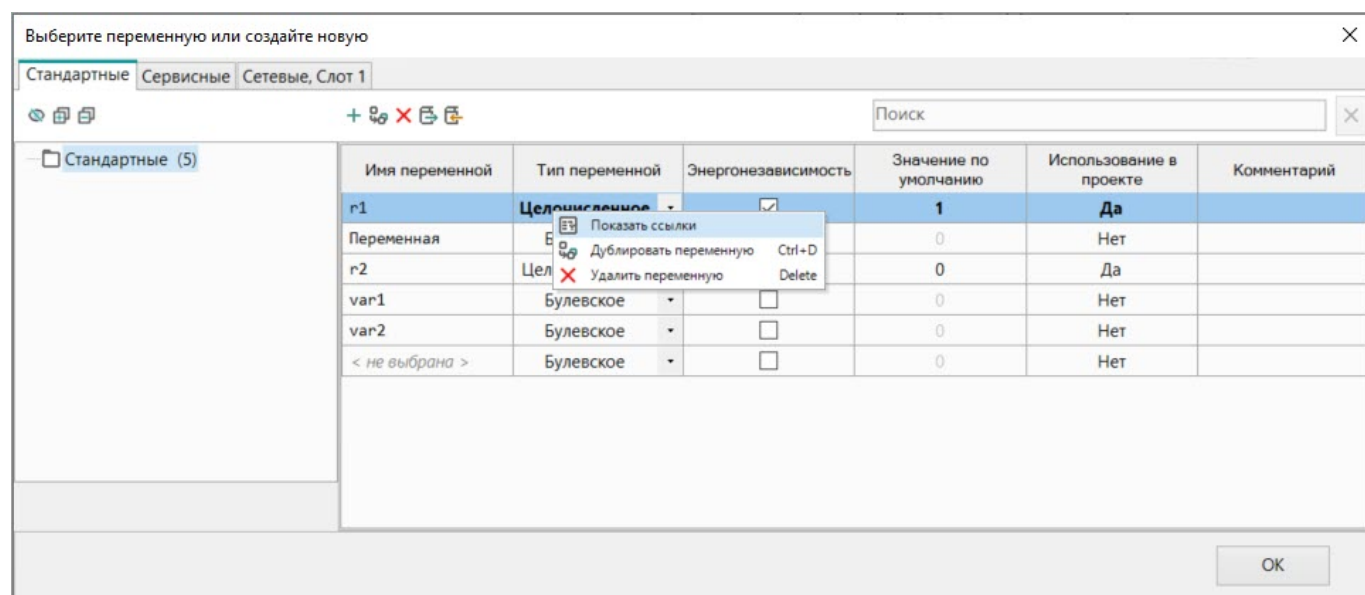 Выберите переменную или создайте новую
Стандартные Сервисные Сетевые, Слот 1
Поиск
Стандартные (5)
Имя переменной Тип переменной Энергонезависимость Значение по умолчанию Использование в проекте Комментарий
r1 Целочисленное 1 Да
Показать ссылки
Переменная 0 Нет
Дублировать переменную Ctrl+D
r2 Цел 0 Да
Удалить переменную Delete
var1 Булевское 0 Нет
var2 Булевское 0 Нет
< не выбрана > Булевское 0 Нет
OK